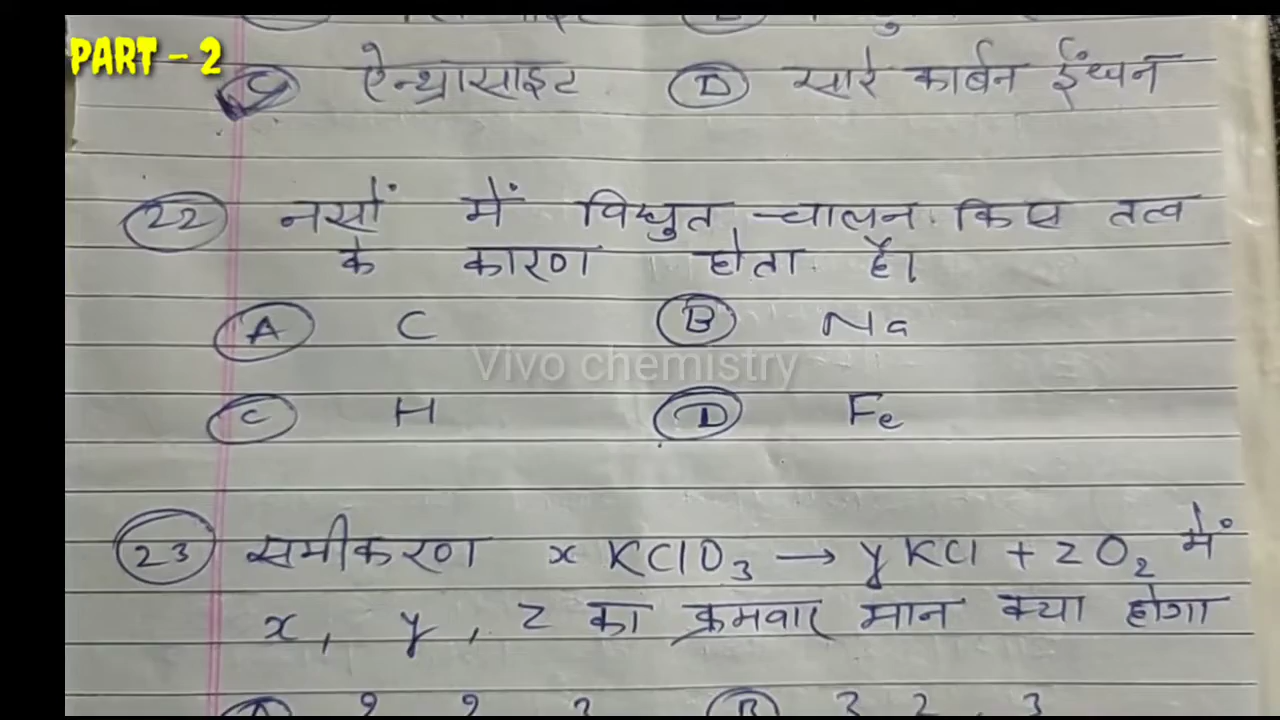 PART - 2
C ऐन्थ्रासाइट D सारे कार्बन ईंधन
22 नसों में विधुत चालन किस तत्व
के कारण होता है।
A C B Na
Vivo chemistry
C H D Fe
23 समीकरण x KClO3 → y KCl + z O2 में
x, y, z का क्रमवार मान क्या होगा